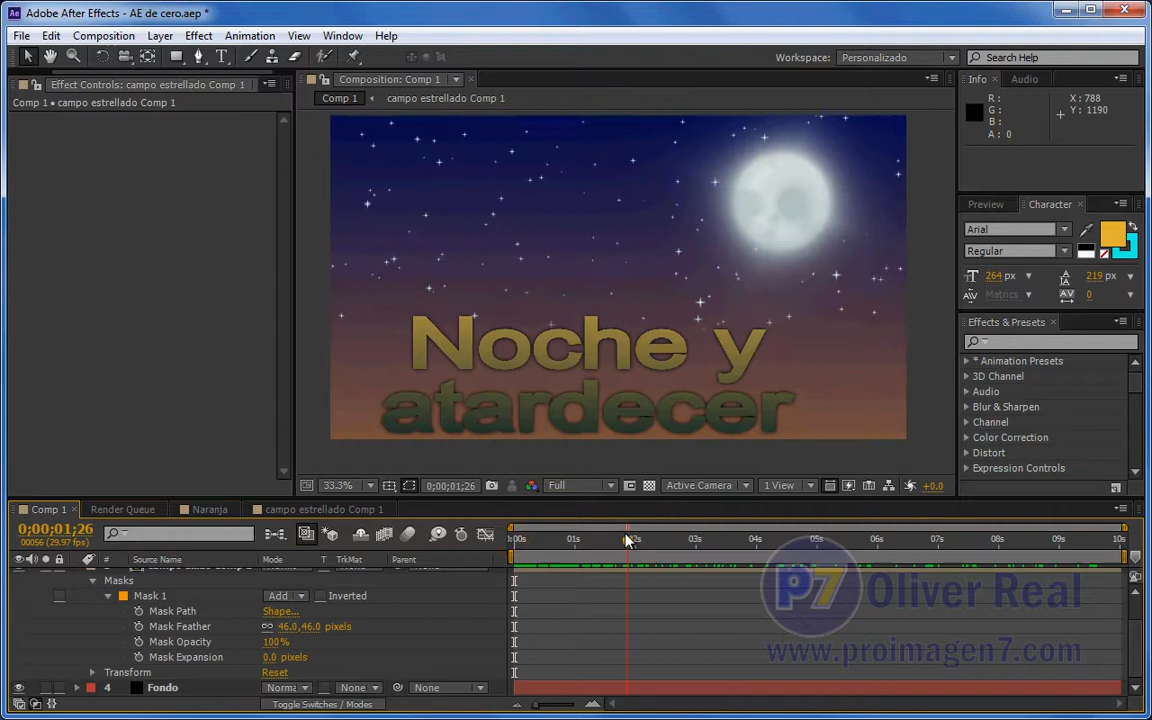 Ae Adobe After Effects - AE de cero.aep *
File Edit Composition Layer Effect Animation View Window Help
Workspace: Personalizado Search Help
Effect Controls: campo estrellado Comp 1
Comp 1 • campo estrellado Comp 1
Composition: Comp 1
Comp 1 campo estrellado Comp 1
Info Audio
R: X: 788
G: Y: 1190
B:
A: 0
Preview Character
Arial
Regular
264 px 219 px
Metrics 0
Effects & Presets
* Animation Presets
3D Channel
Audio
Blur & Sharpen
Channel
Color Correction
Distort
Expression Controls
Noche y
atardecer
33.3% 0;00;01;26 Full Active Camera 1 View +0.0
Comp 1 Render Queue Naranja campo estrellado Comp 1
0;00;01;26
00056 (29.97 fps)
:00s 01s 02s 03s 04s 05s 06s 07s 08s 09s 10s
# Source Name Mode T TrkMat Parent
Masks
Mask 1 Add Inverted
Mask Path Shape...
Mask Feather 46.0,46.0 pixels
Mask Opacity 100%
Mask Expansion 0.0 pixels
Transform Reset
4 Fondo Norma None None
Toggle Switches / Modes
P7 Oliver Real
www.proimagen7.com